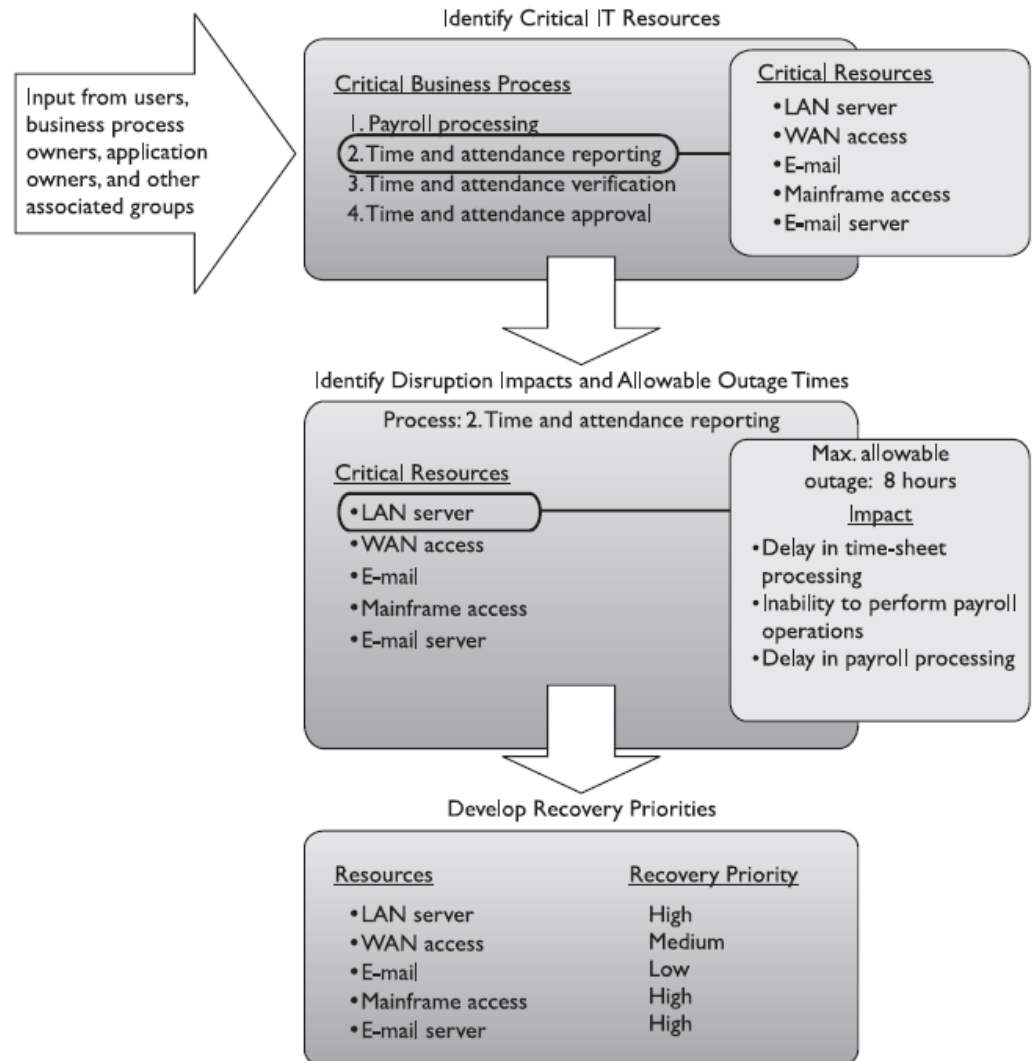 Identify Critical IT Resources
Input from users,
business process
owners, application
owners, and other
associated groups
Critical Business Process
1. Payroll processing
2. Time and attendance reporting
3. Time and attendance verification
4. Time and attendance approval
Critical Resources
•LAN server
•WAN access
•E-mail
•Mainframe access
•E-mail server
Identify Disruption Impacts and Allowable Outage Times
Process: 2. Time and attendance reporting
Critical Resources
•LAN server
•WAN access
•E-mail
•Mainframe access
•E-mail server
Max. allowable
outage: 8 hours
Impact
•Delay in time-sheet
processing
•Inability to perform payroll
operations
•Delay in payroll processing
Develop Recovery Priorities
Resources Recovery Priority
•LAN server High
•WAN access Medium
•E-mail Low
•Mainframe access High
•E-mail server High